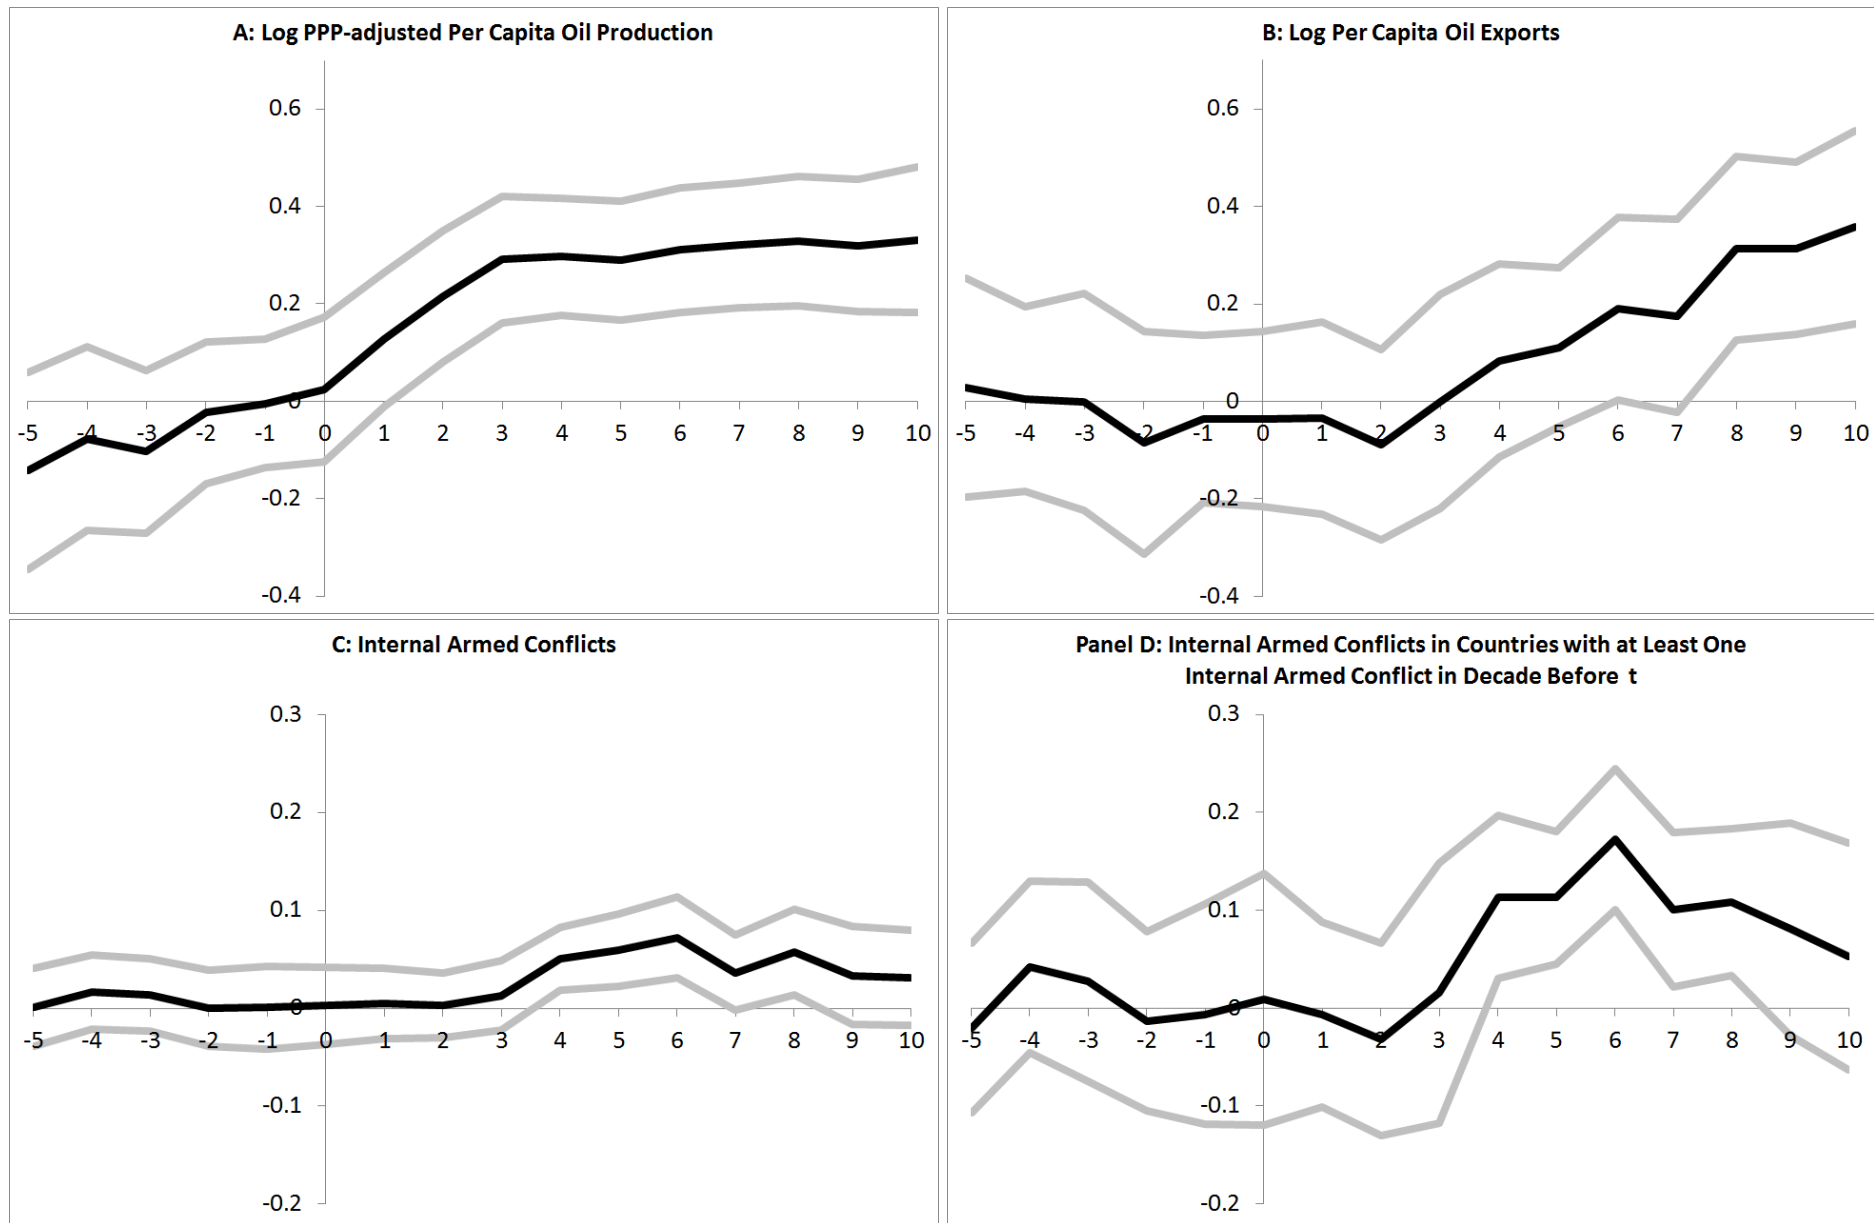 A: Log PPP-adjusted Per Capita Oil Production
0.6
0.4
0.2
0
-5 -4 -3 -2 -1 0 1 2 3 4 5 6 7 8 9 10
-0.2
-0.4
B: Log Per Capita Oil Exports
0.6
0.4
0.2
0
-5 -4 -3 -2 -1 0 1 2 3 4 5 6 7 8 9 10
-0.2
-0.4
C: Internal Armed Conflicts
0.3
0.2
0.1
0
-5 -4 -3 -2 -1 0 1 2 3 4 5 6 7 8 9 10
-0.1
-0.2
Panel D: Internal Armed Conflicts in Countries with at Least One
Internal Armed Conflict in Decade Before t
0.3
0.2
0.1
0
-5 -4 -3 -2 -1 0 1 2 3 4 5 6 7 8 9 10
-0.1
-0.2